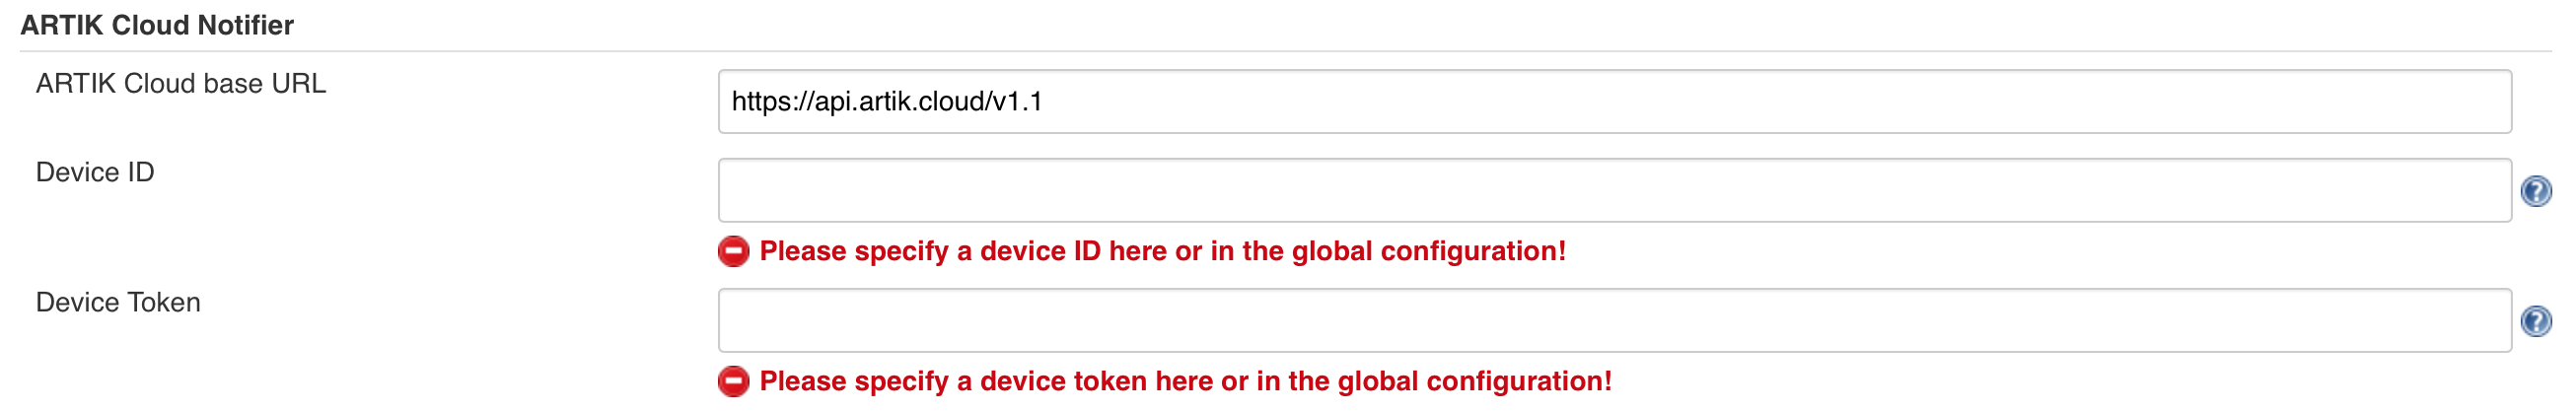 ARTIK Cloud Notifier
ARTIK Cloud base URL
https://api.artik.cloud/v1.1
Device ID
?
Please specify a device ID here or in the global configuration!
Device Token
?
Please specify a device token here or in the global configuration!